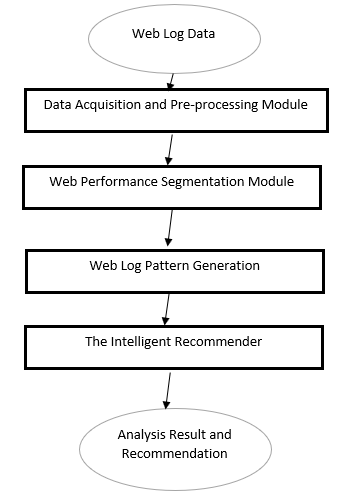 Web Log Data
Data Acquisition and Pre-processing Module
Web Performance Segmentation Module
Web Log Pattern Generation
The Intelligent Recommender
Analysis Result and
Recommendation